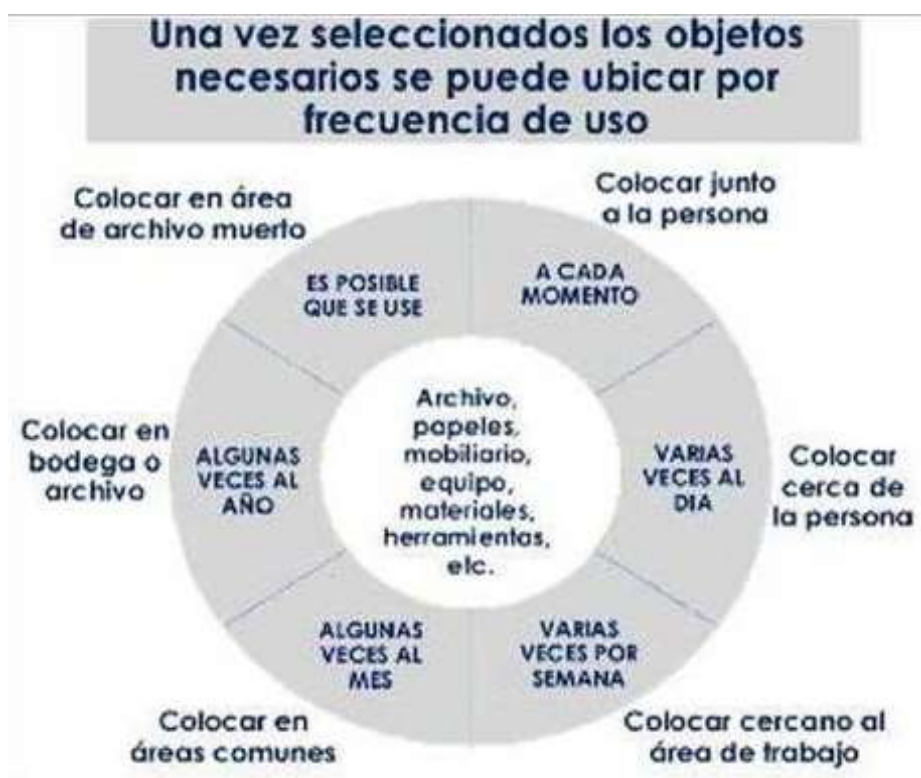 Una vez seleccionados los objetos
necesarios se puede ubicar por
frecuencia de uso
Colocar junto
a la persona
A CADA
MOMENTO
Colocar
cerca de
la persona
VARIAS
VECES AL
DIA
Colocar cercano al
área de trabajo
VARIAS
VECES POR
SEMANA
Colocar en
áreas comunes
ALGUNAS
VECES AL
MES
Colocar en
bodega o
archivo
ALGUNAS
VECES AL
AÑO
Colocar en área
de archivo muerto
ES POSIBLE
QUE SE USE
Archivo,
papeles,
mobiliario,
equipo,
materiales,
herramientas,
etc.